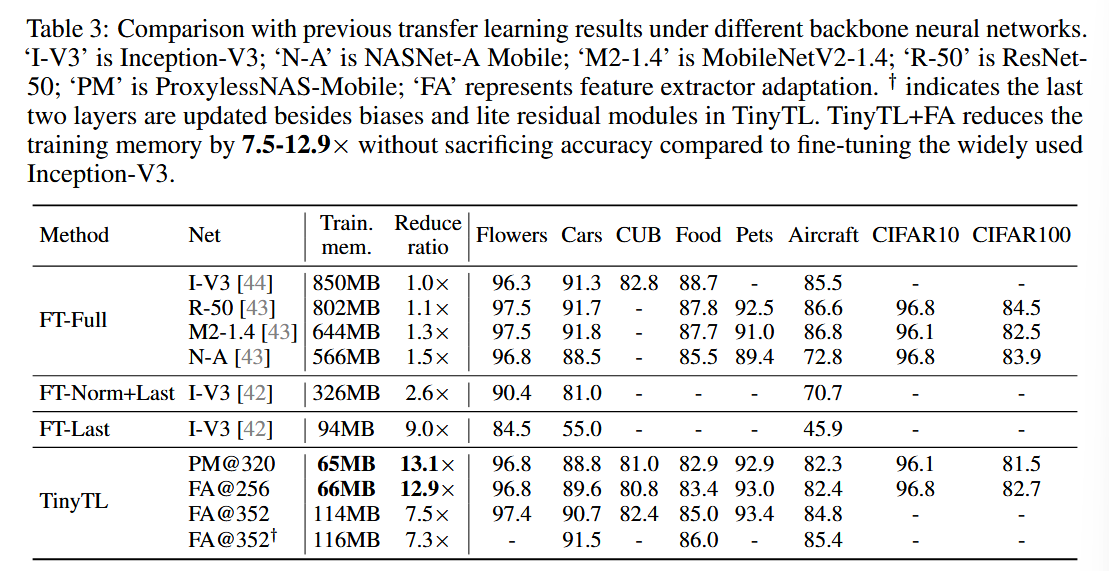 Table 3: Comparison with previous transfer learning results under different backbone neural networks.
‘I-V3’ is Inception-V3; ‘N-A’ is NASNet-A Mobile; ‘M2-1.4’ is MobileNetV2-1.4; ‘R-50’ is ResNet-
50; ‘PM’ is ProxylessNAS-Mobile; ‘FA’ represents feature extractor adaptation. † indicates the last
two layers are updated besides biases and lite residual modules in TinyTL. TinyTL+FA reduces the
training memory by 7.5-12.9× without sacrificing accuracy compared to fine-tuning the widely used
Inception-V3.
Method Net Train. mem. Reduce ratio Flowers Cars CUB Food Pets Aircraft CIFAR10 CIFAR100
FT-Full
I-V3 [44] 850MB 1.0× 96.3 91.3 82.8 88.7 - 85.5 - -
R-50 [43] 802MB 1.1× 97.5 91.7 - 87.8 92.5 86.6 96.8 84.5
M2-1.4 [43] 644MB 1.3× 97.5 91.8 - 87.7 91.0 86.8 96.1 82.5
N-A [43] 566MB 1.5× 96.8 88.5 - 85.5 89.4 72.8 96.8 83.9
FT-Norm+Last I-V3 [42] 326MB 2.6× 90.4 81.0 - - - 70.7 - -
FT-Last I-V3 [42] 94MB 9.0× 84.5 55.0 - - - 45.9 - -
TinyTL
PM@320 65MB 13.1× 96.8 88.8 81.0 82.9 92.9 82.3 96.1 81.5
FA@256 66MB 12.9× 96.8 89.6 80.8 83.4 93.0 82.4 96.8 82.7
FA@352 114MB 7.5× 97.4 90.7 82.4 85.0 93.4 84.8 - -
FA@352† 116MB 7.3× - 91.5 - 86.0 - 85.4 - -